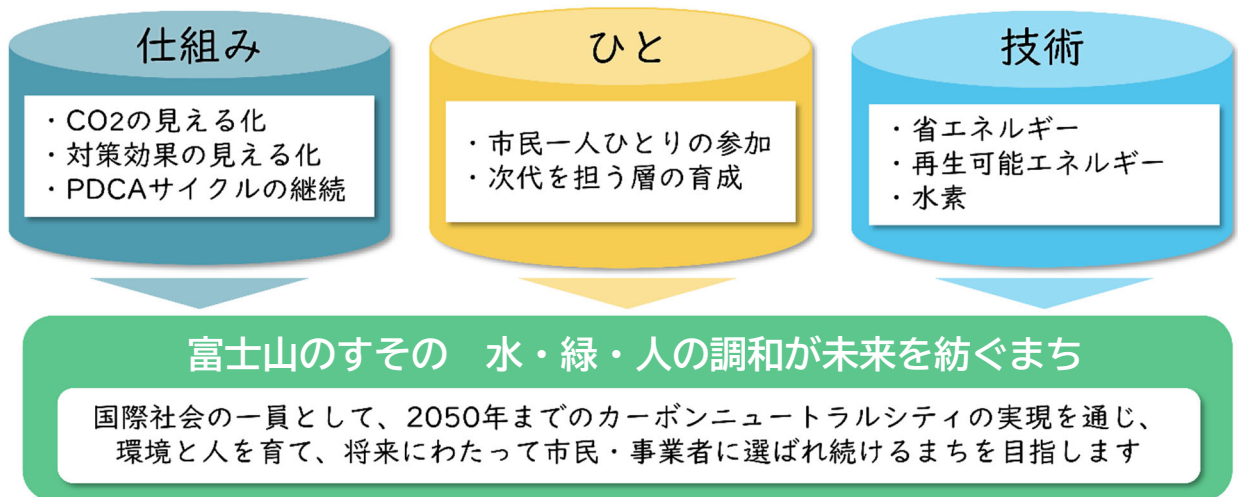 仕組み
・CO2の見える化
・対策効果の見える化
・PDCAサイクルの継続
ひと
・市民一人ひとりの参加
・次代を担う層の育成
技術
・省エネルギー
・再生可能エネルギー
・水素
富士山のすその　水・緑・人の調和が未来を紡ぐまち
国際社会の一員として、2050年までのカーボンニュートラルシティの実現を通じ、
環境と人を育て、将来にわたって市民・事業者に選ばれ続けるまちを目指します